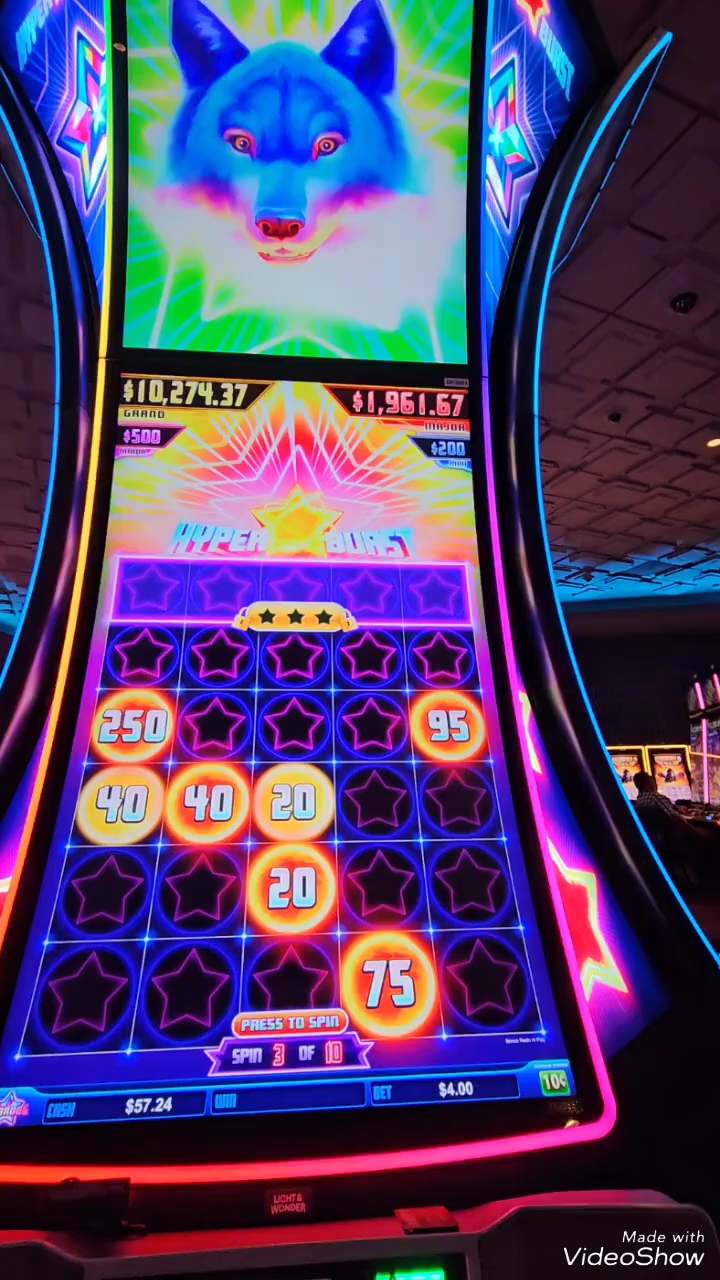 BURST
$10,274.37
$1,961.67
GRAND
MAJOR
$500
$200
MINI
HYPER BURST
250
95
40 40 20
20
75
PRESS TO SPIN
SPIN 3 OF 10
CASH $57.24 WIN BET $4.00 10¢
LIGHT & WONDER
Made with
VideoShow